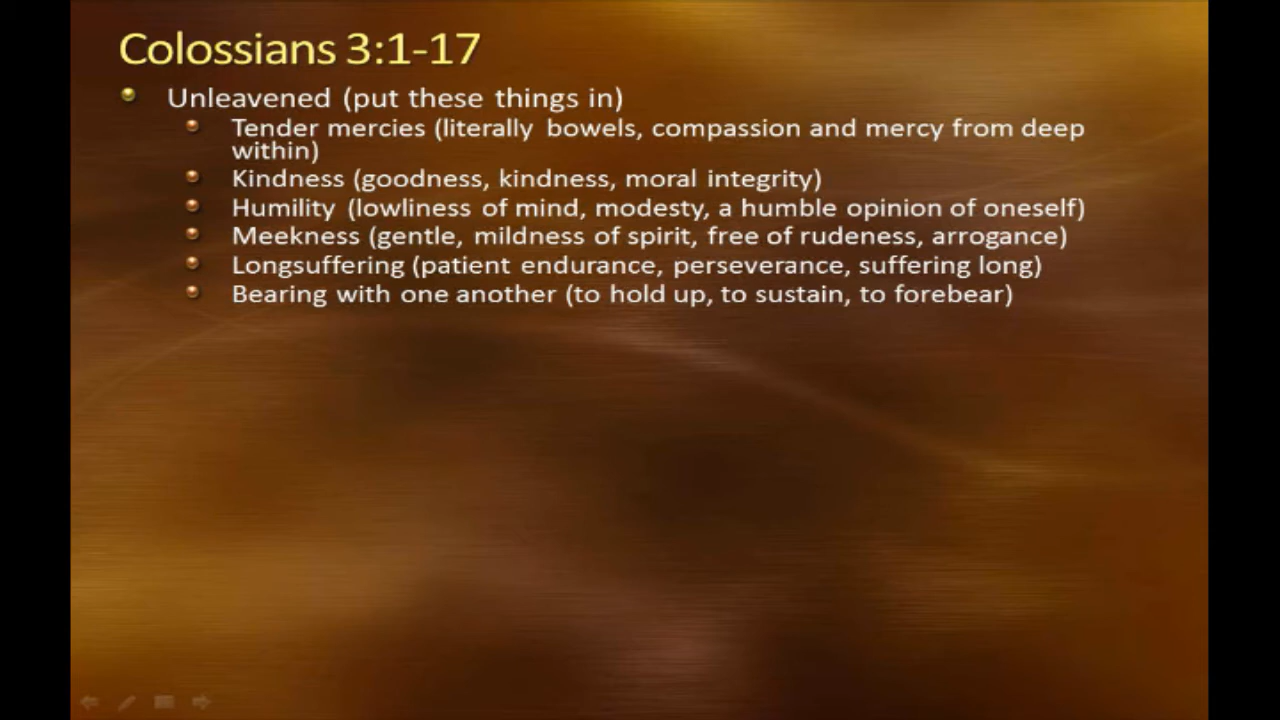 Colossians 3:1-17
Unleavened (put these things in)
Tender mercies (literally bowels, compassion and mercy from deep
within)
Kindness (goodness, kindness, moral integrity)
Humility (lowliness of mind, modesty, a humble opinion of oneself)
Meekness (gentle, mildness of spirit, free of rudeness, arrogance)
Longsuffering (patient endurance, perseverance, suffering long)
Bearing with one another (to hold up, to sustain, to forebear)